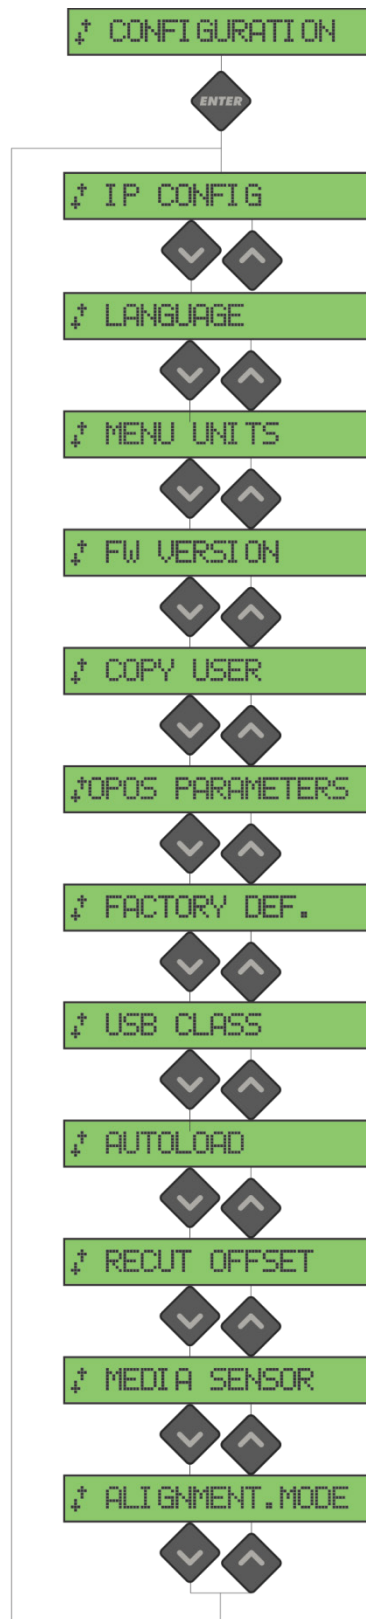 CONFIGURATION
ENTER
IP CONFIG
LANGUAGE
MENU UNITS
FW VERSION
COPY USER
OPOS PARAMETERS
FACTORY DEF.
USB CLASS
AUTOLOAD
RECUT OFFSET
MEDIA SENSOR
ALIGNMENT.MODE